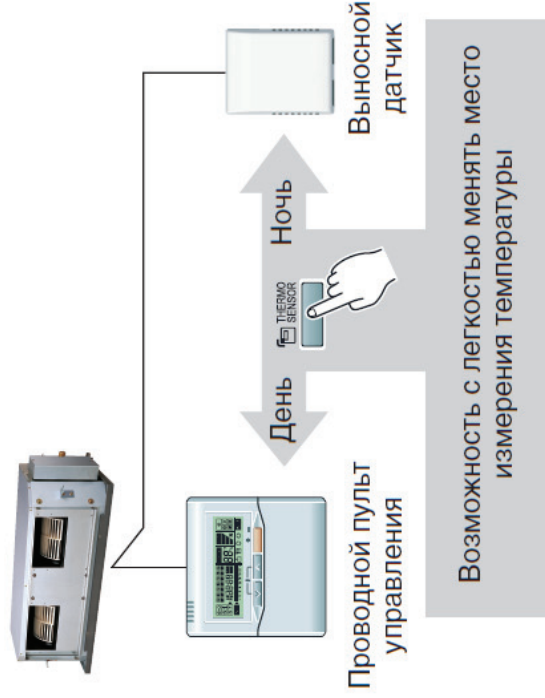 Выносной
датчик
Ночь
THERMO
SENSOR
День
Проводной пульт
управления
Возможность с легкостью менять место
измерения температуры